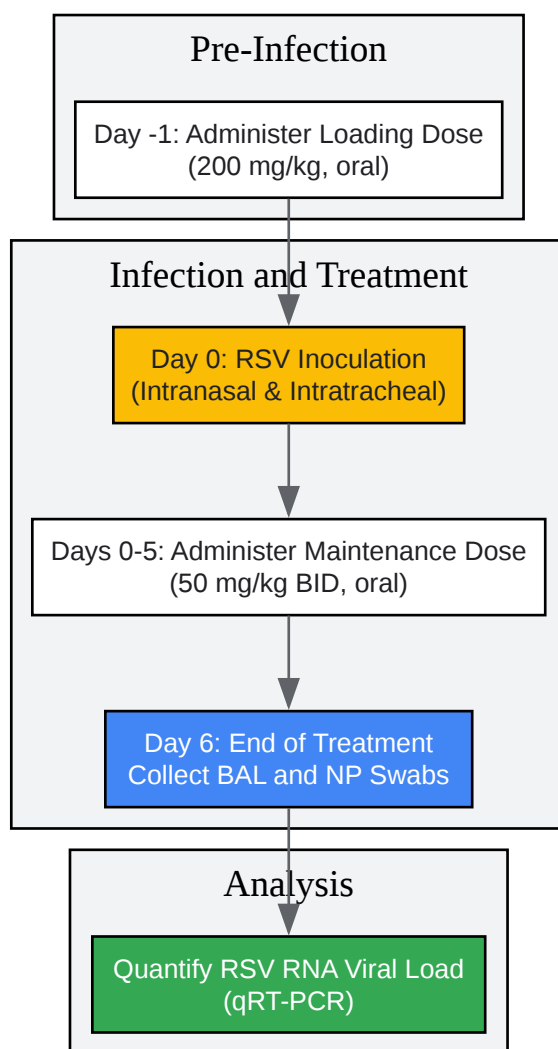 Pre-Infection
Day -1: Administer Loading Dose
(200 mg/kg, oral)
Infection and Treatment
Day 0: RSV Inoculation
(Intranasal & Intratracheal)
Days 0-5: Administer Maintenance Dose
(50 mg/kg BID, oral)
Day 6: End of Treatment
Collect BAL and NP Swabs
Analysis
Quantify RSV RNA Viral Load
(qRT-PCR)